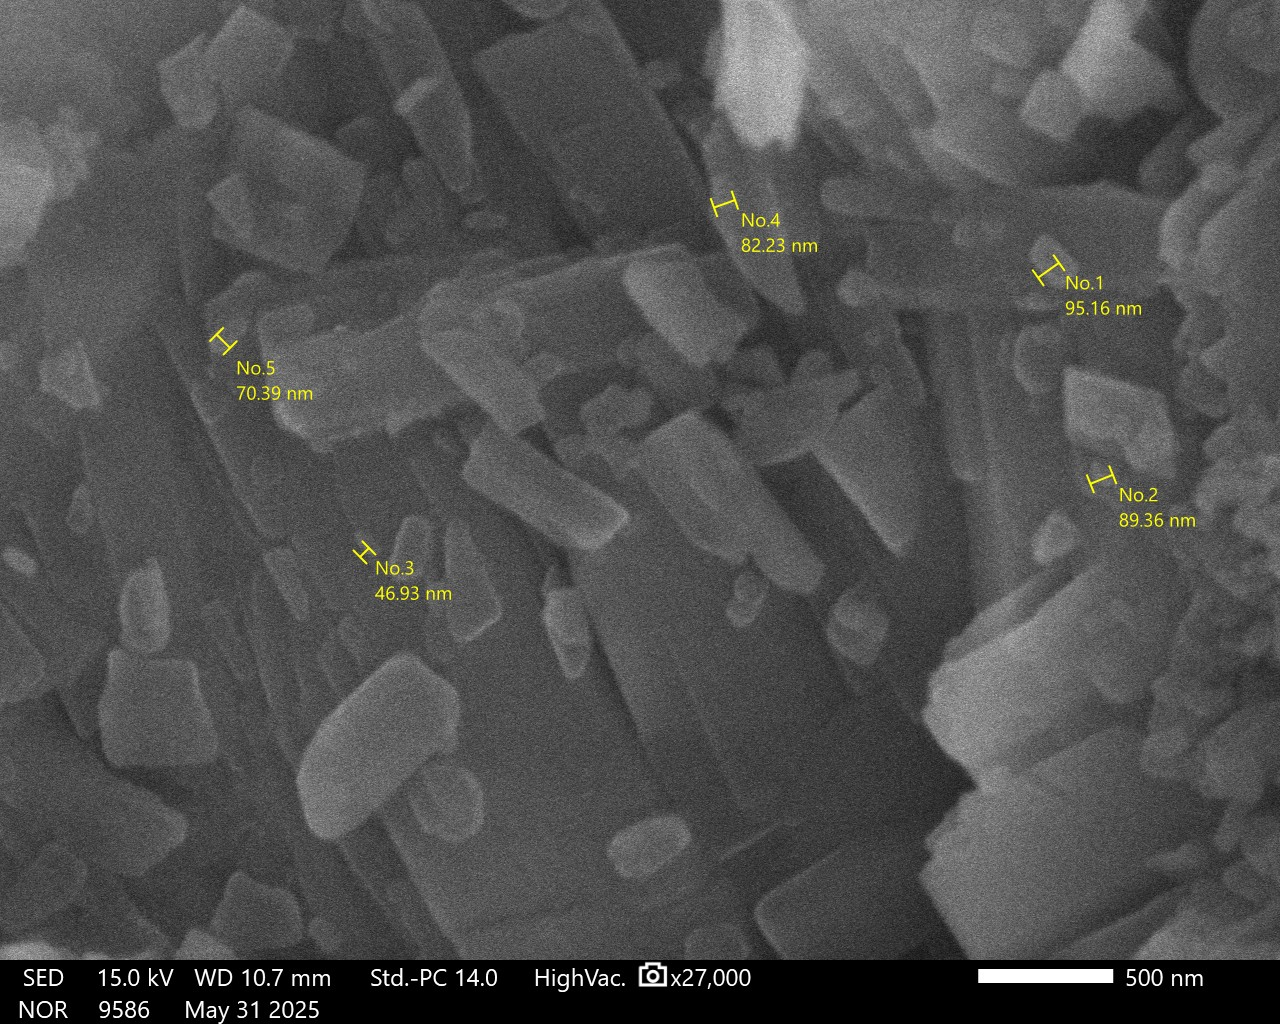 No.4
82.23 nm
No.1
95.16 nm
No.5
70.39 nm
No.2
89.36 nm
No.3
46.93 nm
SED 15.0 kV WD 10.7 mm Std.-PC 14.0 HighVac. x27,000 500 nm
NOR 9586 May 31 2025